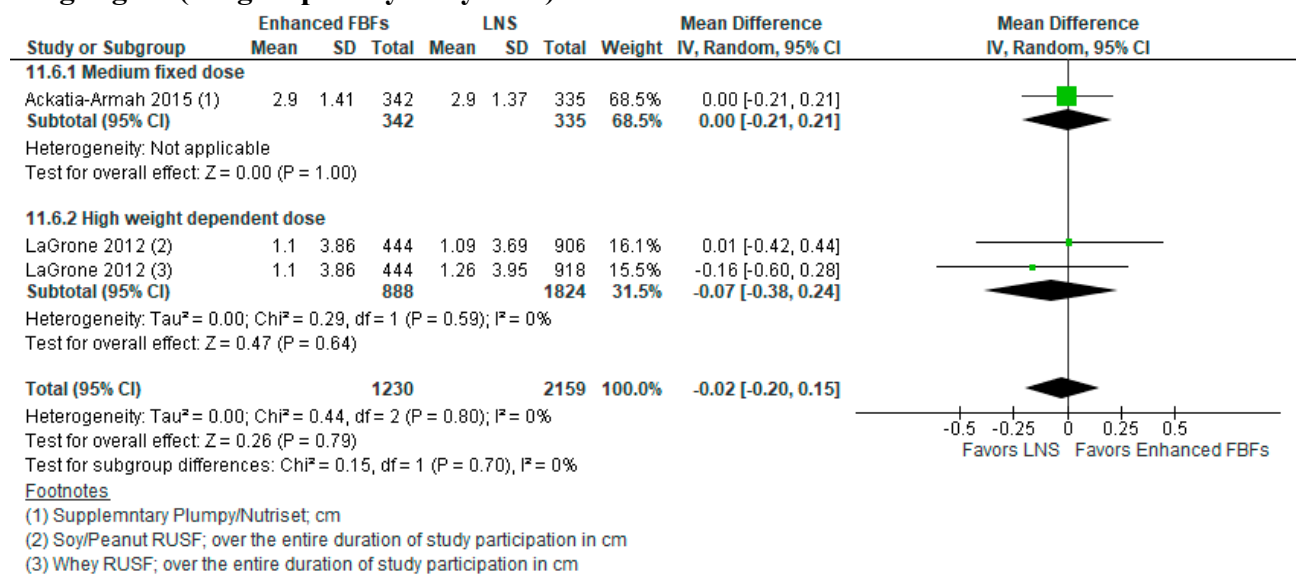 Enhanced FBFs LNS Mean Difference Mean Difference
Study or Subgroup Mean SD Total Mean SD Total Weight IV, Random, 95% CI IV, Random, 95% CI
11.6.1 Medium fixed dose
Ackatia-Armah 2015 (1) 2.9 1.41 342 2.9 1.37 335 68.5% 0.00 [-0.21, 0.21]
Subtotal (95% CI) 342 335 68.5% 0.00 [-0.21, 0.21]
Heterogeneity: Not applicable
Test for overall effect: Z = 0.00 (P = 1.00)
11.6.2 High weight dependent dose
LaGrone 2012 (2) 1.1 3.86 444 1.09 3.69 906 16.1% 0.01 [-0.42, 0.44]
LaGrone 2012 (3) 1.1 3.86 444 1.26 3.95 918 15.5% -0.16 [-0.60, 0.28]
Subtotal (95% CI) 888 1824 31.5% -0.07 [-0.38, 0.24]
Heterogeneity: Tau² = 0.00; Chi² = 0.29, df = 1 (P = 0.59); I² = 0%
Test for overall effect: Z = 0.47 (P = 0.64)
Total (95% CI) 1230 2159 100.0% -0.02 [-0.20, 0.15]
Heterogeneity: Tau² = 0.00; Chi² = 0.44, df = 2 (P = 0.80); I² = 0%
Test for overall effect: Z = 0.26 (P = 0.79)
Test for subgroup differences: Chi² = 0.15, df = 1 (P = 0.70), I² = 0%
-0.5 -0.25 0 0.25 0.5
Favors LNS Favors Enhanced FBFs
Footnotes
(1) Supplemntary Plumpy/Nutriset; cm
(2) Soy/Peanut RUSF; over the entire duration of study participation in cm
(3) Whey RUSF; over the entire duration of study participation in cm